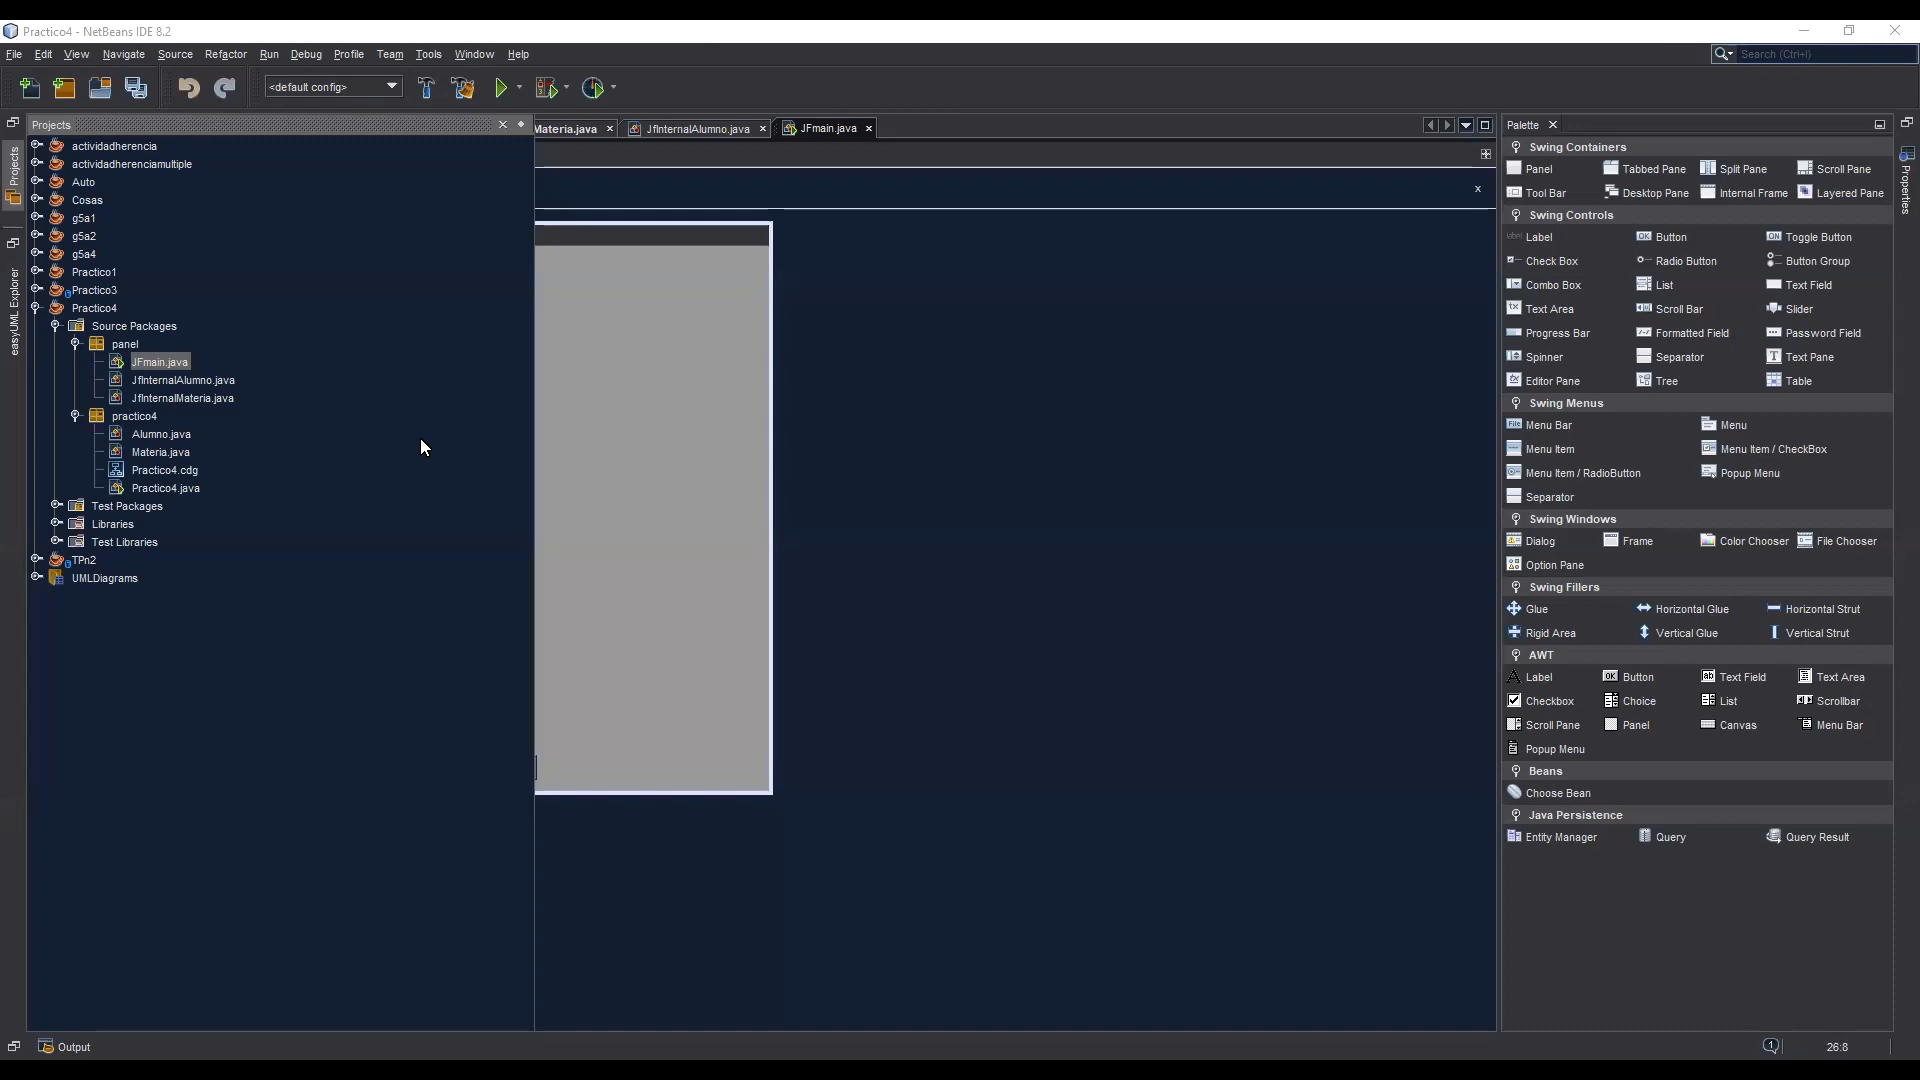 Practico4 - NetBeans IDE 8.2
File Edit View Navigate Source Refactor Run Debug Profile Team Tools Window Help
Search (Ctrl+I)
<default config>
Projects
Materia.java
JfInternalAlumno.java
JFmain.java
x
Projects
easyUML Explorer
actividadherencia
actividadherenciamultiple
Auto
Cosas
g5a1
g5a2
g5a4
Practico1
Practico3
Practico4
Source Packages
panel
JFmain.java
JfInternalAlumno.java
JfInternalMateria.java
practico4
Alumno.java
Materia.java
Practico4.cdg
Practico4.java
Test Packages
Libraries
Test Libraries
TPn2
UMLDiagrams
Palette
Swing Containers
Panel Tabbed Pane Split Pane Scroll Pane
Tool Bar Desktop Pane Internal Frame Layered Pane
Swing Controls
label Label OK Button ON Toggle Button
Check Box Radio Button Button Group
Combo Box List Text Field
Text Area Scroll Bar Slider
Progress Bar Formatted Field Password Field
Spinner Separator Text Pane
Editor Pane Tree Table
Swing Menus
File Menu Bar Menu
Menu Item Menu Item / CheckBox
Menu Item / RadioButton Popup Menu
Separator
Swing Windows
Dialog Frame Color Chooser File Chooser
Option Pane
Swing Fillers
Glue Horizontal Glue Horizontal Strut
Rigid Area Vertical Glue Vertical Strut
AWT
A Label OK Button ab Text Field Text Area
Checkbox Choice List Scrollbar
Scroll Pane Panel Canvas Menu Bar
Popup Menu
Beans
Choose Bean
Java Persistence
Entity Manager Query Query Result
Properties
Output
1
26:8